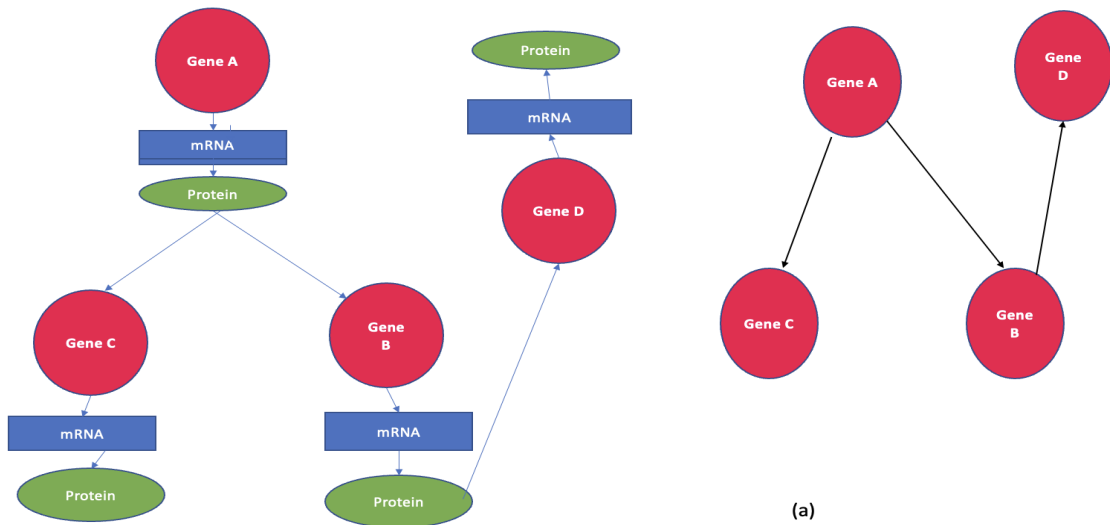 Gene A
mRNA
Protein
Gene C
mRNA
Protein
Gene
B
mRNA
Protein
Protein
mRNA
Gene D
Gene A
Gene
D
Gene C
Gene
B
(a)